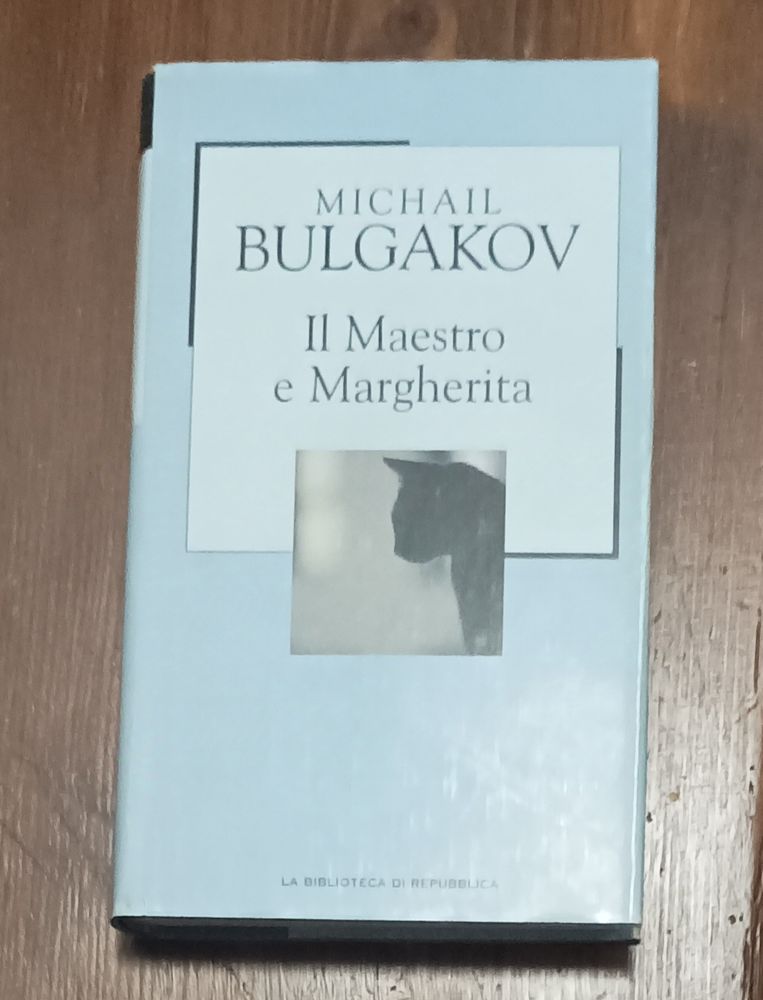 MICHAIL
BULGAKOV
Il Maestro
e Margherita
LA BIBLIOTECA DI REPUBBLICA